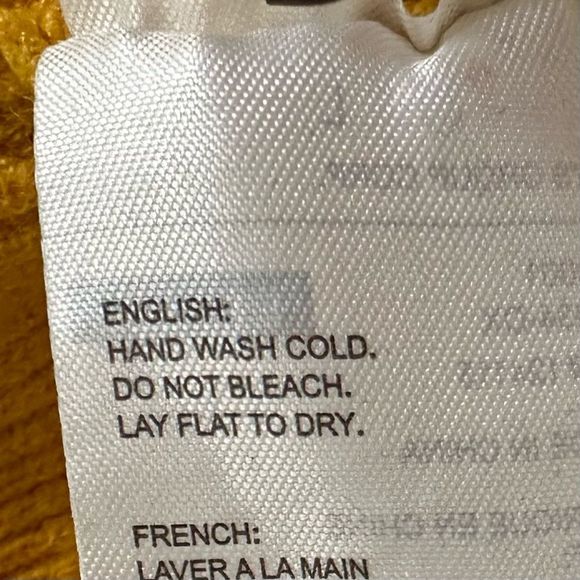 ENGLISH:
HAND WASH COLD.
DO NOT BLEACH.
LAY FLAT TO DRY.
FRENCH:
LAVER A LA MAIN